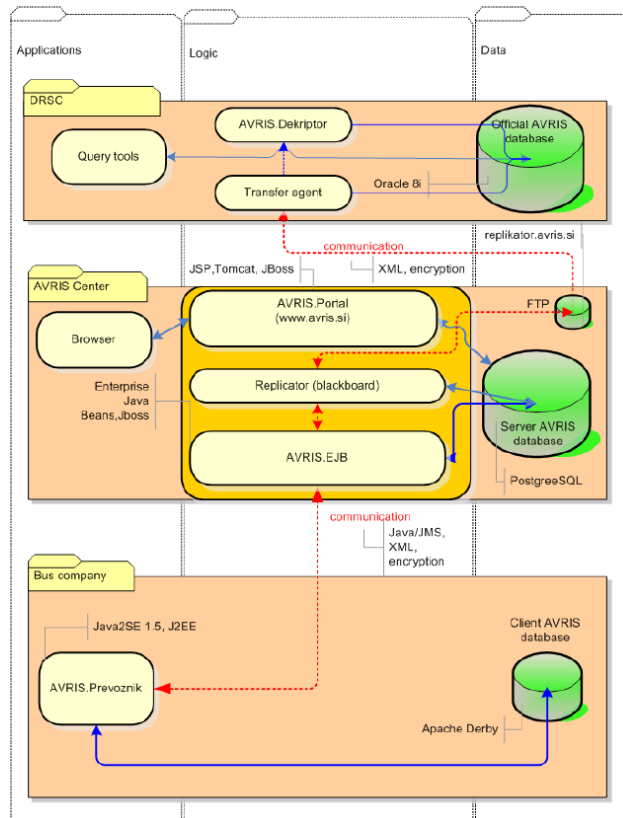 Applications
Logic
Data
DRSC
AVRIS.Dekriptor
Official AVRIS
database
Query tools
Transfer agent
Oracle 8i
communication
replikator.avris.si
JSP,Tomcat, JBoss
XML, encryption
AVRIS Center
AVRIS.Portal
(www.avris.si)
FTP
Browser
Enterprise
Java
Beans,Jboss
Replicator (blackboard)
Server AVRIS
database
AVRIS.EJB
PostgreeSQL
communication
Java/JMS,
XML,
encryption
Bus company
Java2SE 1.5, J2EE
Client AVRIS
database
AVRIS.Prevoznik
Apache Derby